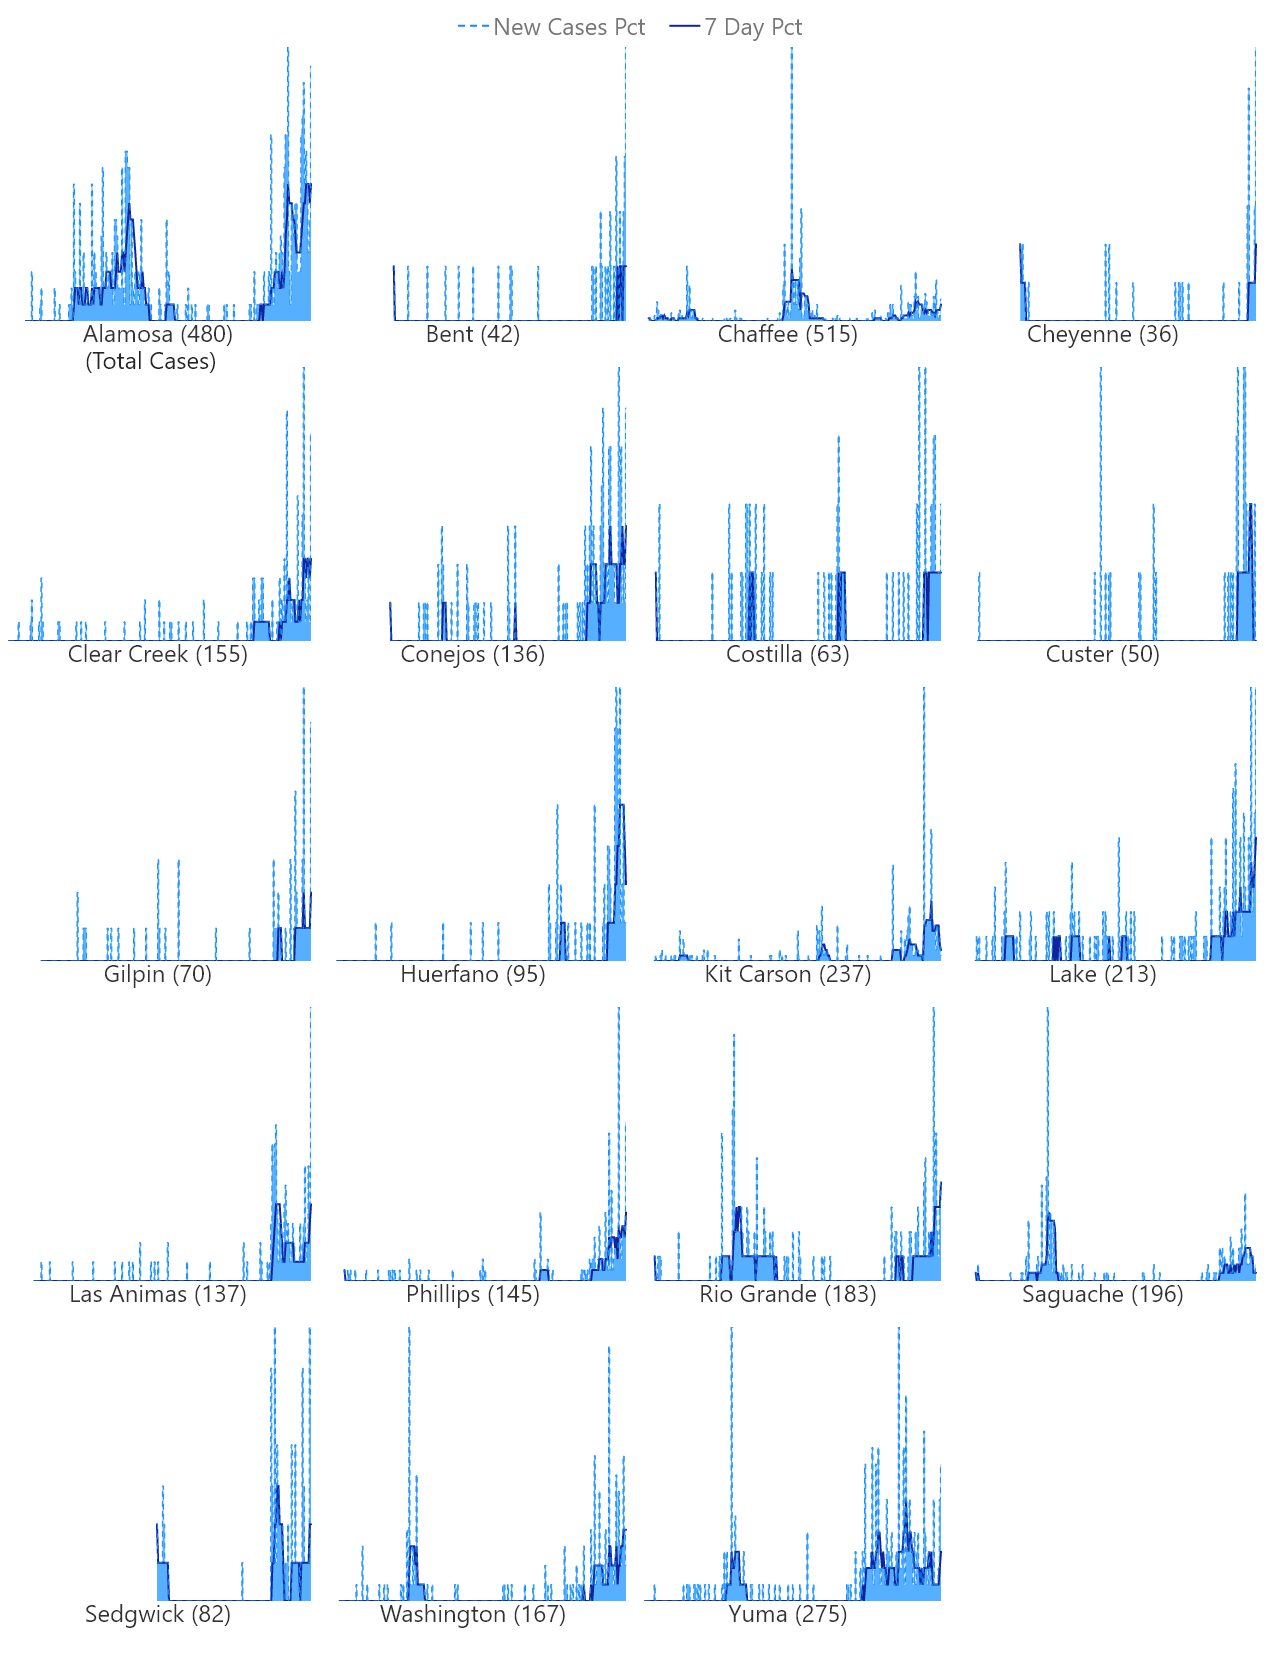 New Cases Pct 7 Day Pct
Alamosa (480) Bent (42) Chaffee (515) Cheyenne (36)
(Total Cases)
Clear Creek (155) Conejos (136) Costilla (63) Custer (50)
Gilpin (70) Huerfano (95) Kit Carson (237) Lake (213)
Las Animas (137) Phillips (145) Rio Grande (183) Saguache (196)
Sedgwick (82) Washington (167) Yuma (275)